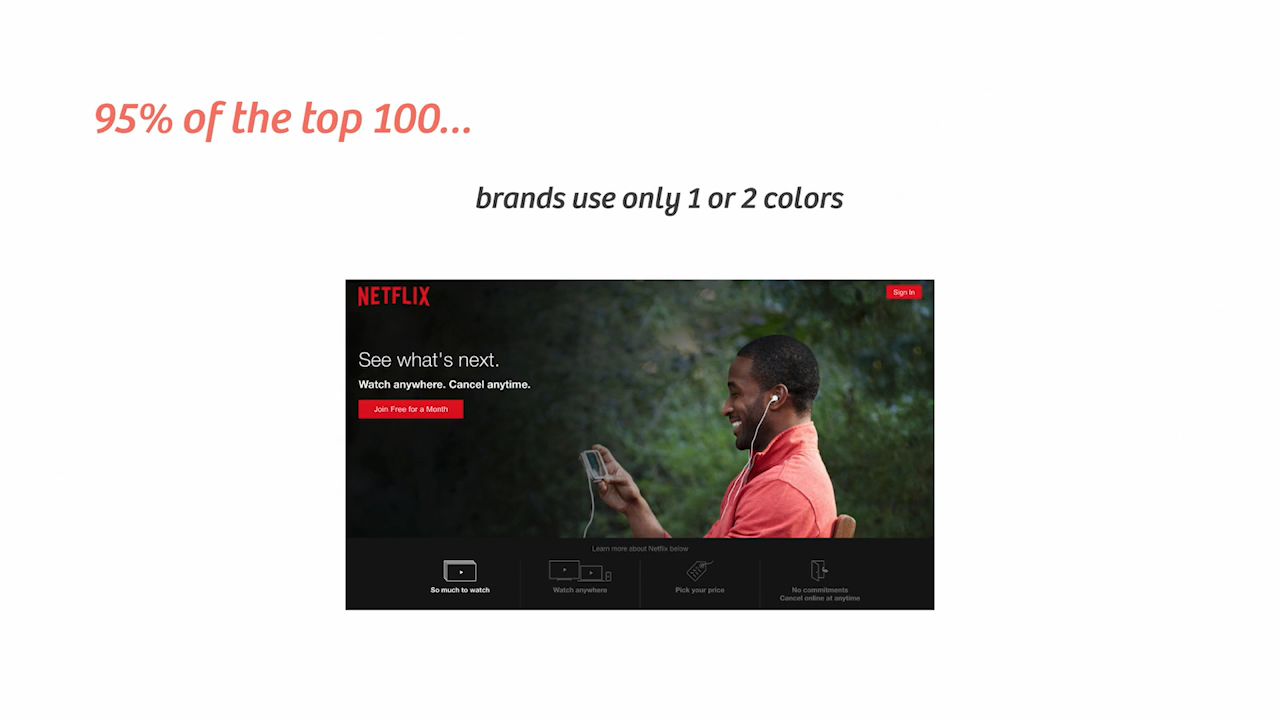 95% of the top 100...
brands use only 1 or 2 colors
NETFLIX
Sign In
See what's next.
Watch anywhere. Cancel anytime.
Join Free for a Month
Learn more about Netflix below
So much to watch
Watch anywhere
Pick your price
No commitments
Cancel online at anytime